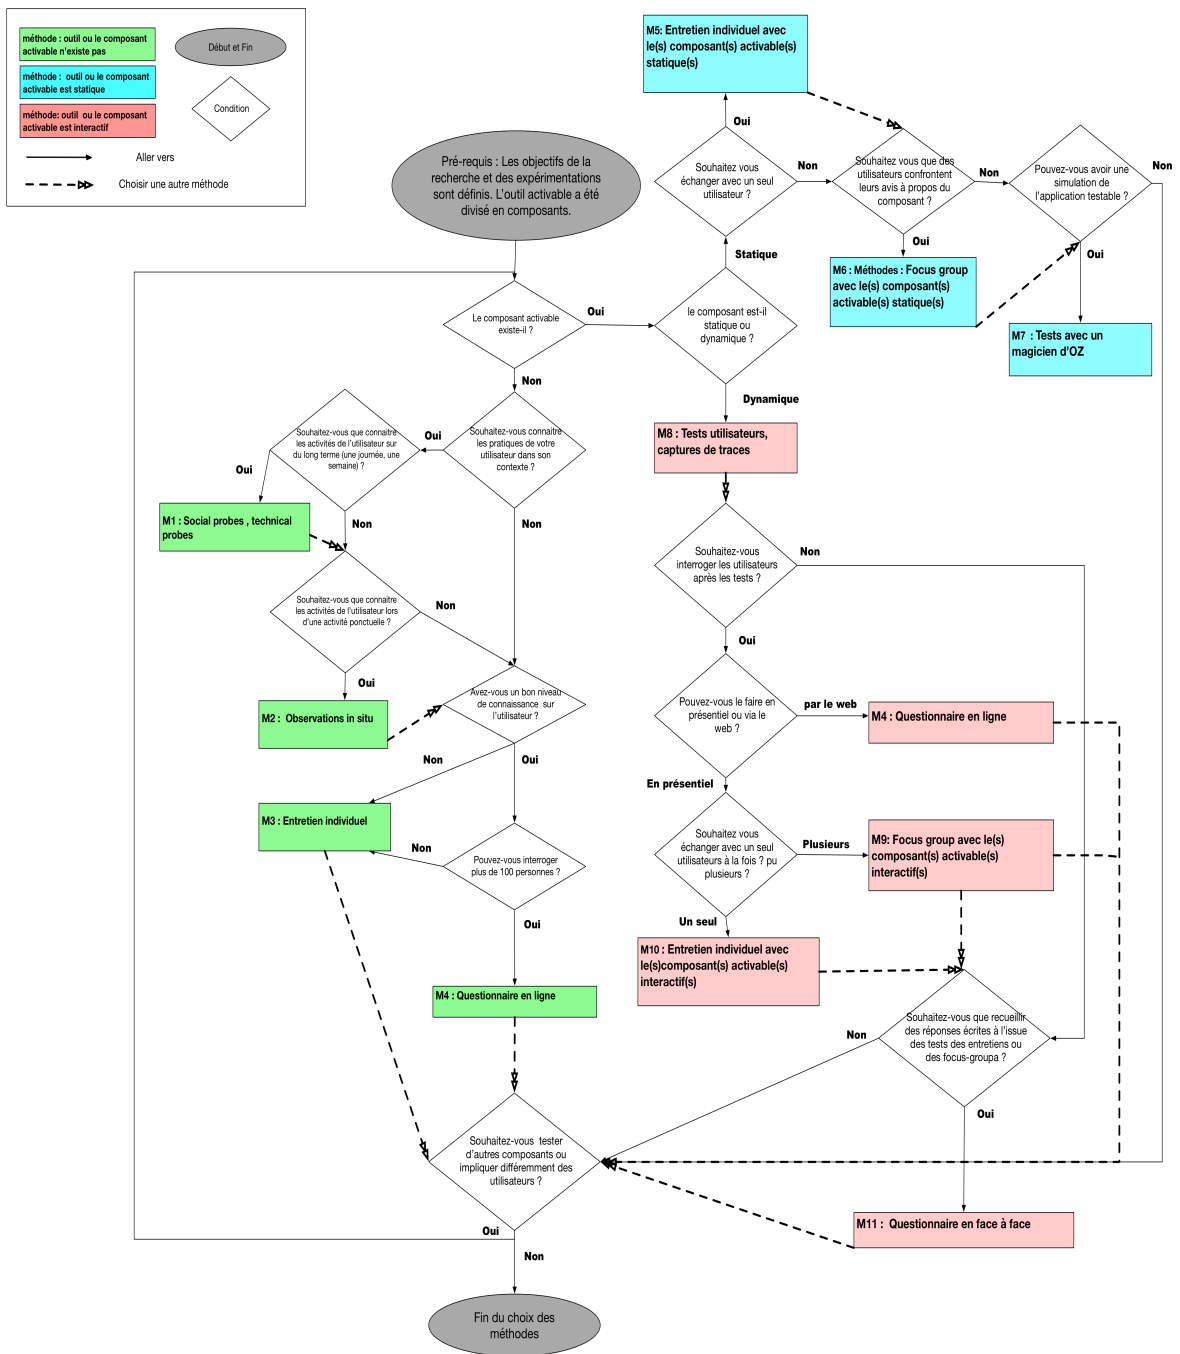 méthode : outil ou le composant
activable n'existe pas
méthode :  outil ou le composant
activable est statique
méthode: outil  ou le composant
activable est interactif
Début et Fin
Condition
Aller vers
Choisir une autre méthode
Pré-requis : Les objectifs de la
recherche et des expérimentations
sont définis. L'outil activable a été
divisé en composants.
M5: Entretien individuel avec
le(s) composant(s) activable(s)
statique(s)
Oui
Souhaitez vous
échanger avec un seul
utilisateur ?
Non
Souhaitez vous que des
utilisateurs confrontent
leurs avis à propos du
composant ?
Non
Pouvez-vous avoir une
simulation de
l'application testable ?
Non
Oui
Oui
Statique
M6 : Méthodes : Focus group
avec le(s) composant(s)
activable(s) statique(s)
M7  : Tests avec un
magicien d'OZ
Le composant activable
existe-il ?
Oui
le composant est-il
statique ou
dynamique ?
Non
Dynamique
Souhaitez-vous que connaitre
les activités de l'utilisateur sur
du long terme (une journée, une
semaine) ?
Oui
Souhaitez-vous connaitre
les pratiques de votre
utilisateur dans son
contexte ?
M8 : Tests utilisateurs,
captures de traces
Oui
M1 : Social probes , technical
probes
Non
Non
Souhaitez-vous
interroger les utilisateurs
après les tests ?
Non
Souhaitez-vous que connaitre
les activités de l'utilisateur lors
d'une activité ponctuelle ?
Non
Oui
Oui
M2 :  Observations in situ
Avez-vous un bon niveau
de connaissance  sur
l'utilisateur ?
Pouvez-vous le faire en
présentiel ou via le
web ?
par le web
M4 : Questionnaire en ligne
Non
Oui
En présentiel
M3 : Entretien individuel
Non
Pouvez-vous interroger
plus de 100 personnes ?
Souhaitez vous
échanger avec un seul
utilisateurs à la fois ? pu
plusieurs ?
Plusieurs
M9: Focus group avec le(s)
composant(s) activable(s)
interactif(s)
Oui
Un seul
M10 : Entretien individuel avec
le(s)composant(s) activable(s)
interactif(s)
M4 : Questionnaire en ligne
Non
Souhaitez-vous que recueillir
des réponses écrites à l'issue
des tests des entretiens ou
des focus-groupa ?
Oui
Souhaitez-vous  tester
d'autres composants ou
impliquer différemment des
utilisateurs ?
M11 :  Questionnaire en face à face
Oui
Non
Fin du choix des
méthodes